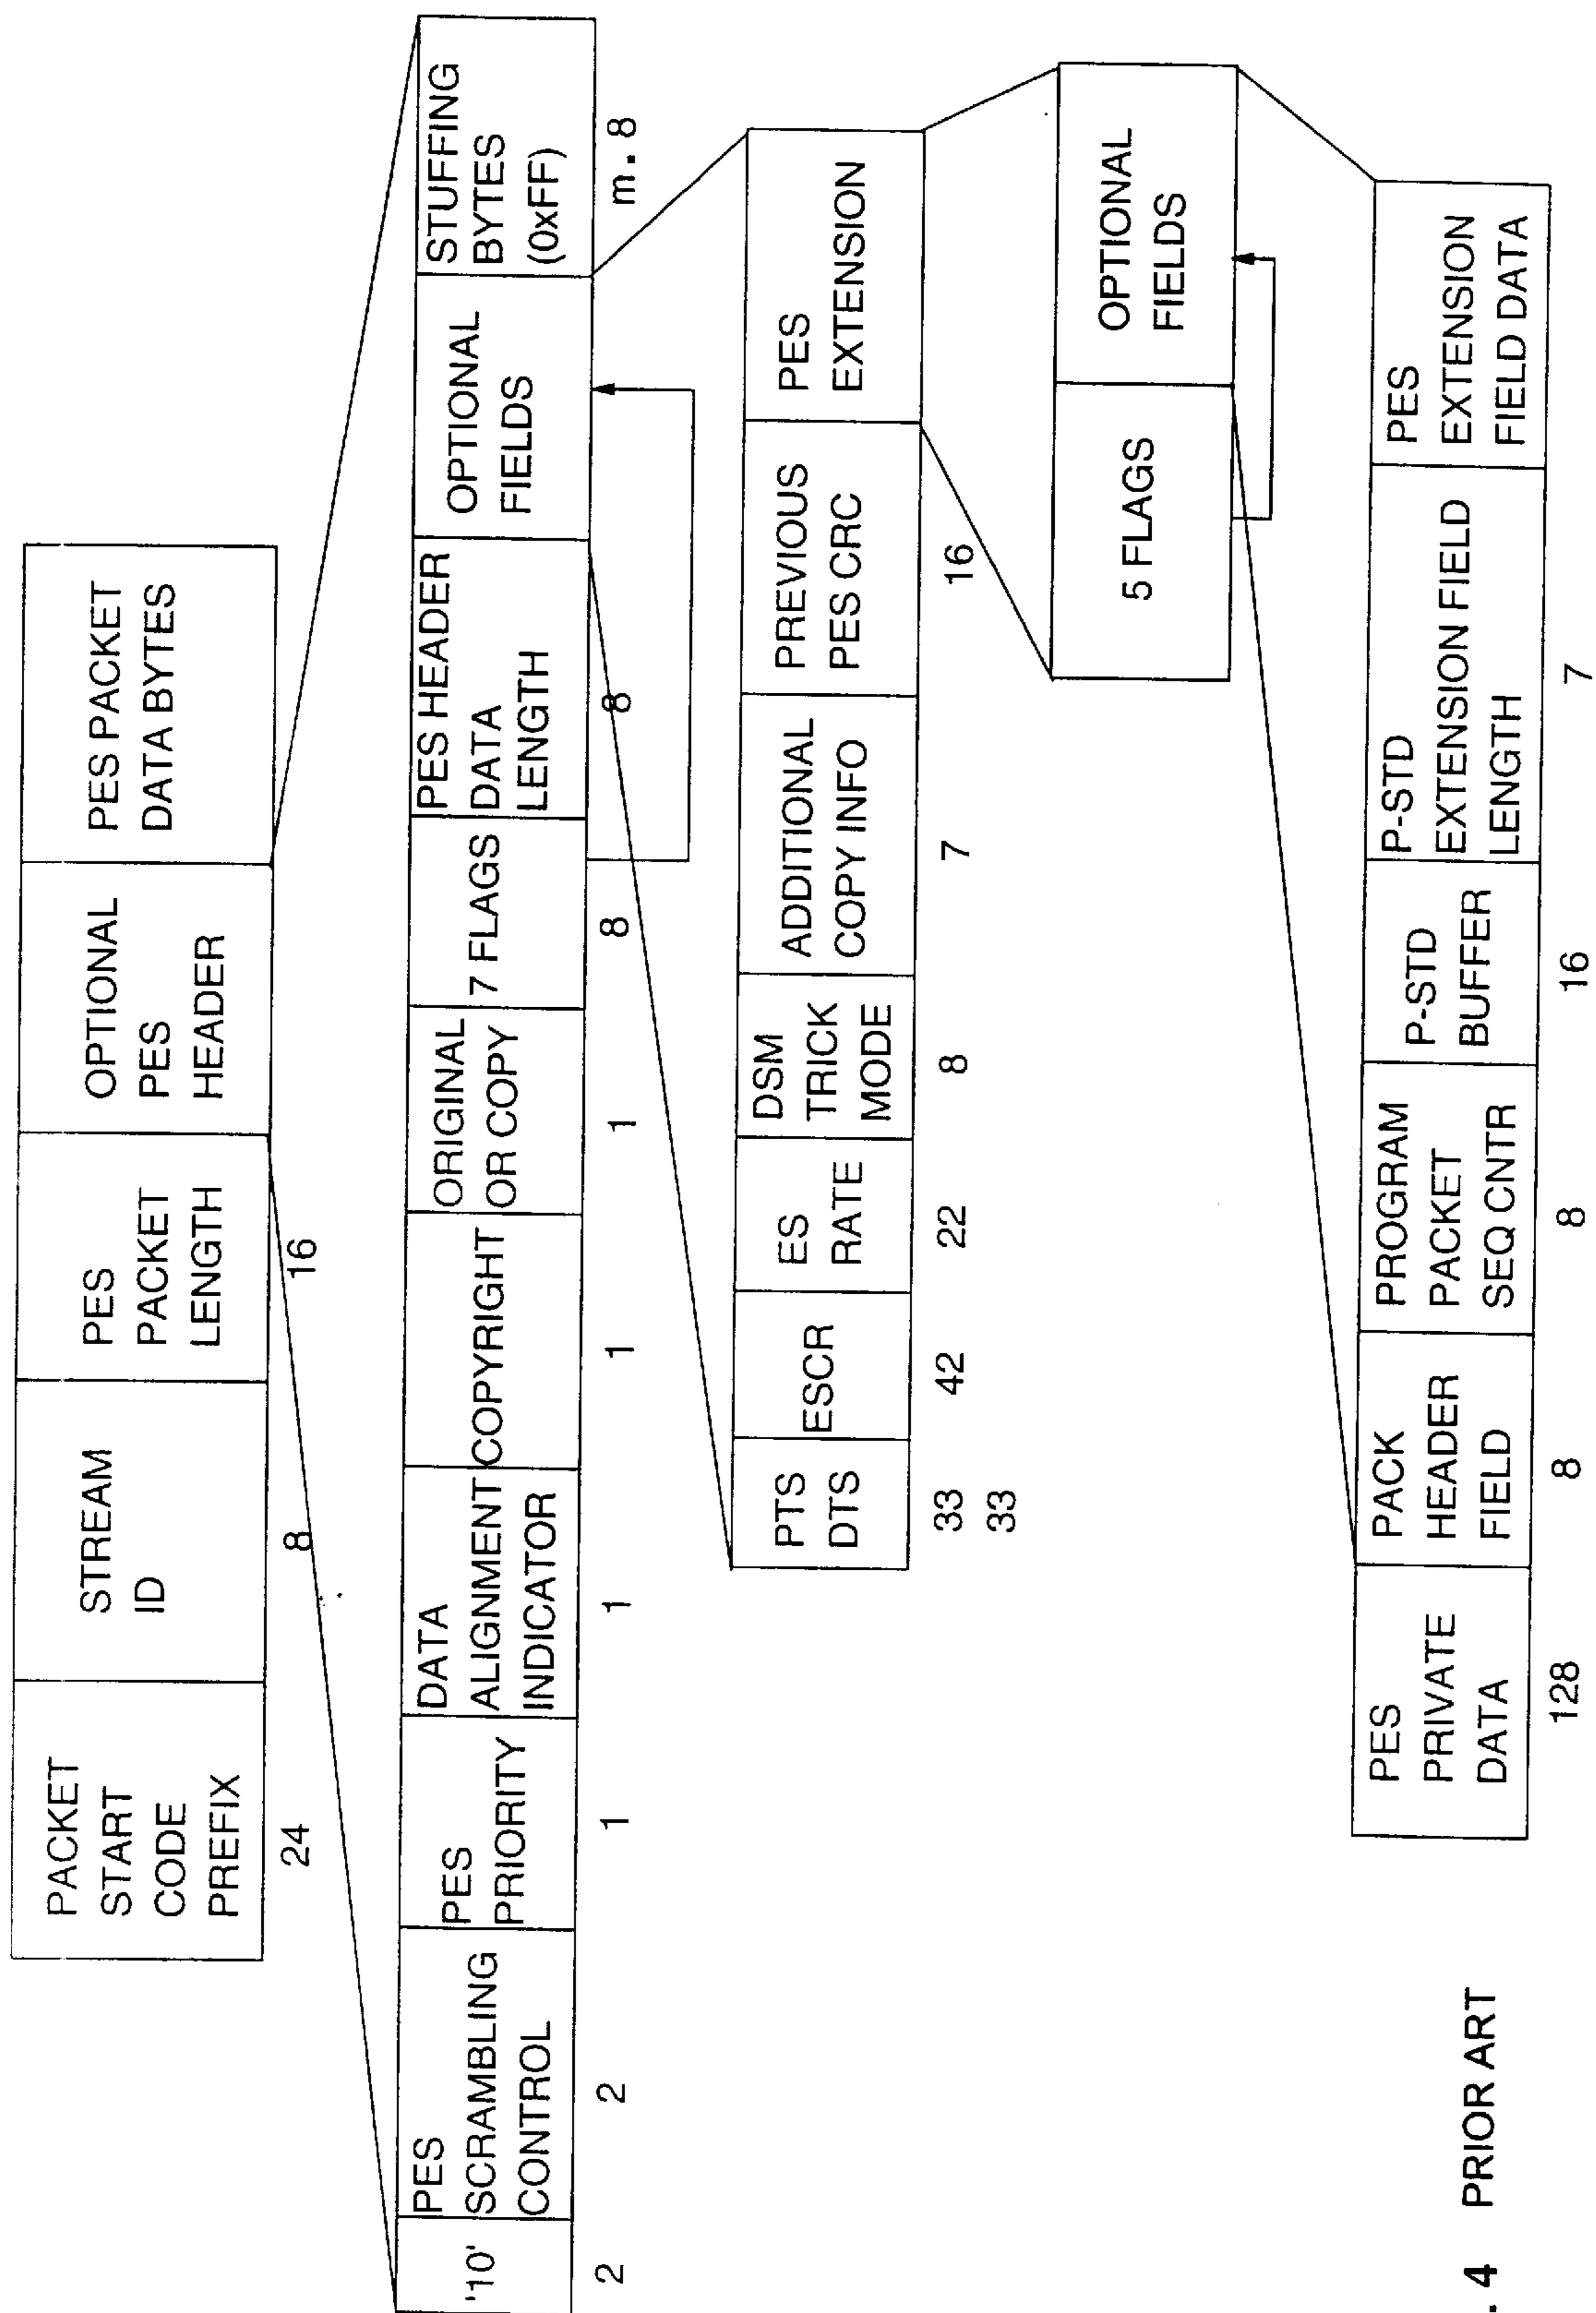 PACKET
START
CODE
PREFIX
STREAM
ID
PES
PACKET
LENGTH
OPTIONAL
PES
HEADER
PES PACKET
DATA BYTES
24
8
16
'10'
PES
SCRAMBLING
CONTROL
PES
PRIORITY
DATA
ALIGNMENT
INDICATOR
COPYRIGHT
ORIGINAL
OR COPY
7 FLAGS
PES HEADER
DATA
LENGTH
OPTIONAL
FIELDS
STUFFING
BYTES
(0xFF)
2
2
1
1
1
1
8
8
m.8
PTS
DTS
ESCR
ES
RATE
DSM
TRICK
MODE
ADDITIONAL
COPY INFO
PREVIOUS
PES CRC
PES
EXTENSION
33
33
42
22
8
7
16
5 FLAGS
OPTIONAL
FIELDS
PES
PRIVATE
DATA
PACK
HEADER
FIELD
PROGRAM
PACKET
SEQ CNTR
P-STD
BUFFER
P-STD
EXTENSION FIELD
LENGTH
PES
EXTENSION
FIELD DATA
128
8
8
16
7
. 4 PRIOR ART